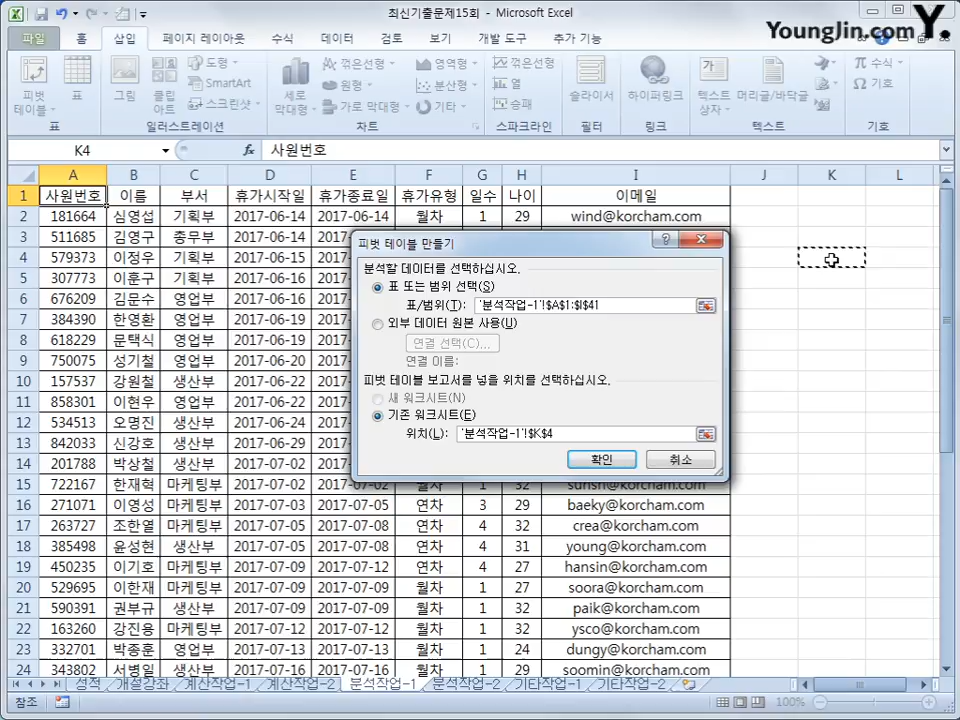 최신기출문제15회 - Microsoft Excel
YoungJin.com Y.
파일 홈 삽입 페이지 레이아웃 수식 데이터 검토 보기 개발 도구 추가 기능
피벗 테이블 표 그림 클립 아트 도형 SmartArt 스크린샷 세로 막대형 꺾은선형 원형 가로 막대형 영역형 분산형 기타 꺾은선형 열 승패 슬라이서 하이퍼링크 텍스트 상자 머리글/바닥글 수식 기호
표 일러스트레이션 차트 스파크라인 필터 링크 텍스트 기호
K4 fx 사원번호
A B C D E F G H I J K L
1 사원번호 이름 부서 휴가시작일 휴가종료일 휴가유형 일수 나이 이메일
2 181664 심영섭 기획부 2017-06-14 2017-06-14 월차 1 29 wind@korcham.com
3 511685 김영구 총무부 2017-06-14
4 579373 이정우 기획부 2017-06-14
5 307773 이훈구 기획부 2017-06-14
6 676209 김문수 영업부 2017-06-14
7 384390 한영환 영업부 2017-06-14
8 618229 문택식 영업부 2017-06-14
9 750075 성기철 영업부 2017-06-20
10 157537 강원철 생산부 2017-06-22
11 858301 이현우 영업부 2017-06-22
12 534513 오명진 생산부 2017-06-22
13 842033 신강호 생산부 2017-06-22
14 201788 박상철 생산부 2017-07-02
15 722167 한재혁 마케팅부 2017-07-02 2017-07-02 월차 1 32 sunsh@korcham.com
16 271071 이영성 마케팅부 2017-07-03 2017-07-05 연차 3 29 baeky@korcham.com
17 263727 조한열 마케팅부 2017-07-05 2017-07-08 연차 4 32 crea@korcham.com
18 385498 윤성현 생산부 2017-07-05 2017-07-08 연차 4 31 young@korcham.com
19 450235 이기호 마케팅부 2017-07-09 2017-07-12 연차 4 27 hansin@korcham.com
20 529695 이한재 마케팅부 2017-07-09 2017-07-09 월차 1 27 soora@korcham.com
21 590391 권부규 생산부 2017-07-09 2017-07-09 월차 1 32 paik@korcham.com
22 163260 강진용 마케팅부 2017-07-12 2017-07-12 월차 1 32 ysco@korcham.com
23 332701 박종훈 영업부 2017-07-13 2017-07-13 월차 1 24 dungy@korcham.com
24 343802 서병일 생산부 2017-07-16 2017-07-16 월차 1 29 soomin@korcham.com
피벗 테이블 만들기
분석할 데이터를 선택하십시오.
표 또는 범위 선택(S)
표/범위(T): '분석작업-1'!$A$1:$I$41
외부 데이터 원본 사용(U)
연결 선택(C)...
연결 이름:
피벗 테이블 보고서를 넣을 위치를 선택하십시오.
새 워크시트(N)
기존 워크시트(E)
위치(L): '분석작업-1'!$K$4
확인 취소
성적 개설강좌 계산작업-1 계산작업-2 분석작업-1 분석작업-2 기타작업-1 기타작업-2
참조 100%